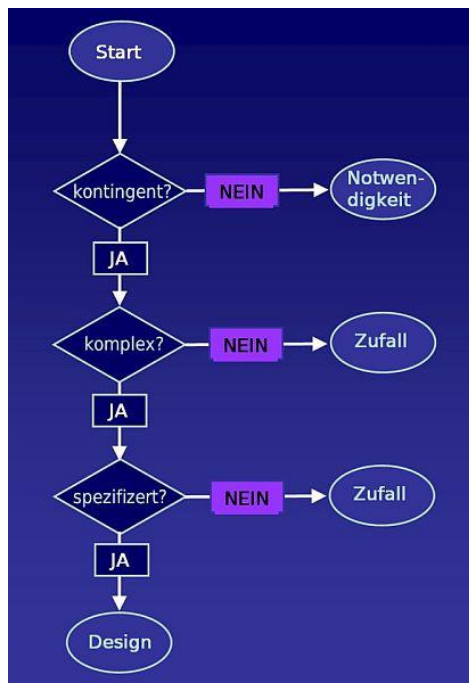 Start
kontingent?
NEIN
Notwen-
digkeit
JA
komplex?
NEIN
Zufall
JA
spezifizert?
NEIN
Zufall
JA
Design